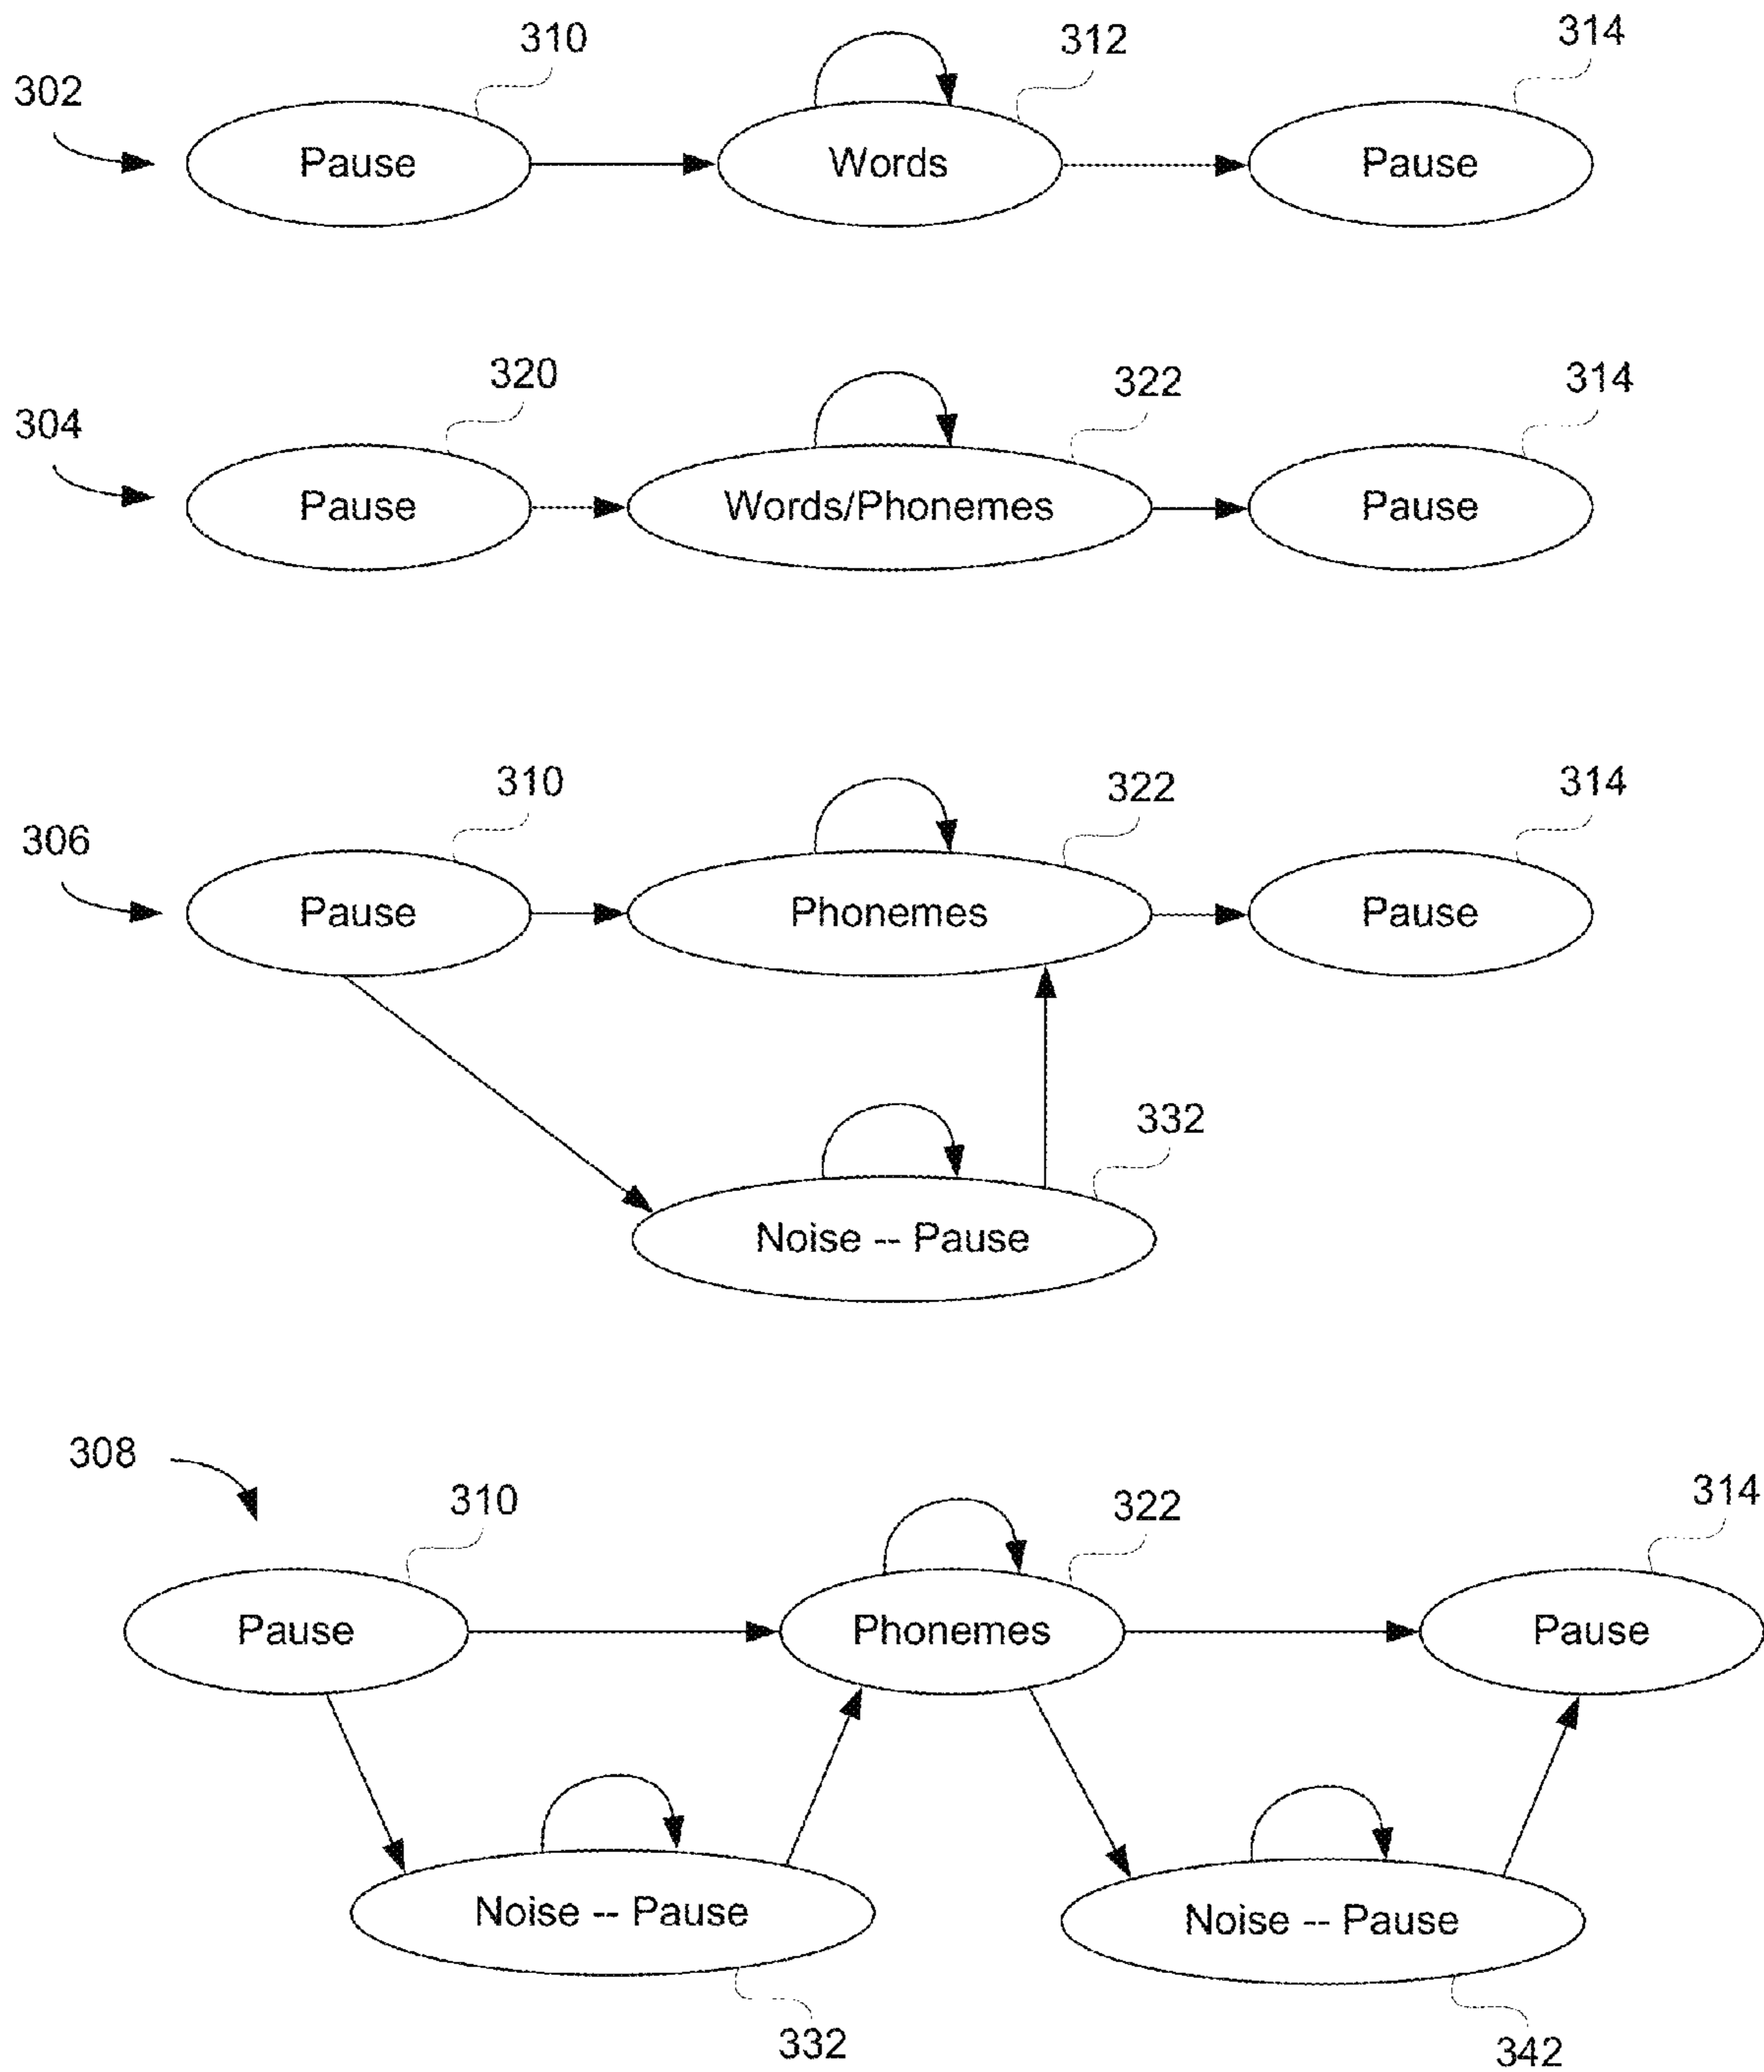 310
312
314
302
Pause
Words
Pause
320
322
314
304
Pause
Words/Phonemes
Pause
310
322
314
306
Pause
Phonemes
Pause
332
Noise -- Pause
308
310
322
314
Pause
Phonemes
Pause
Noise -- Pause
Noise -- Pause
332
342